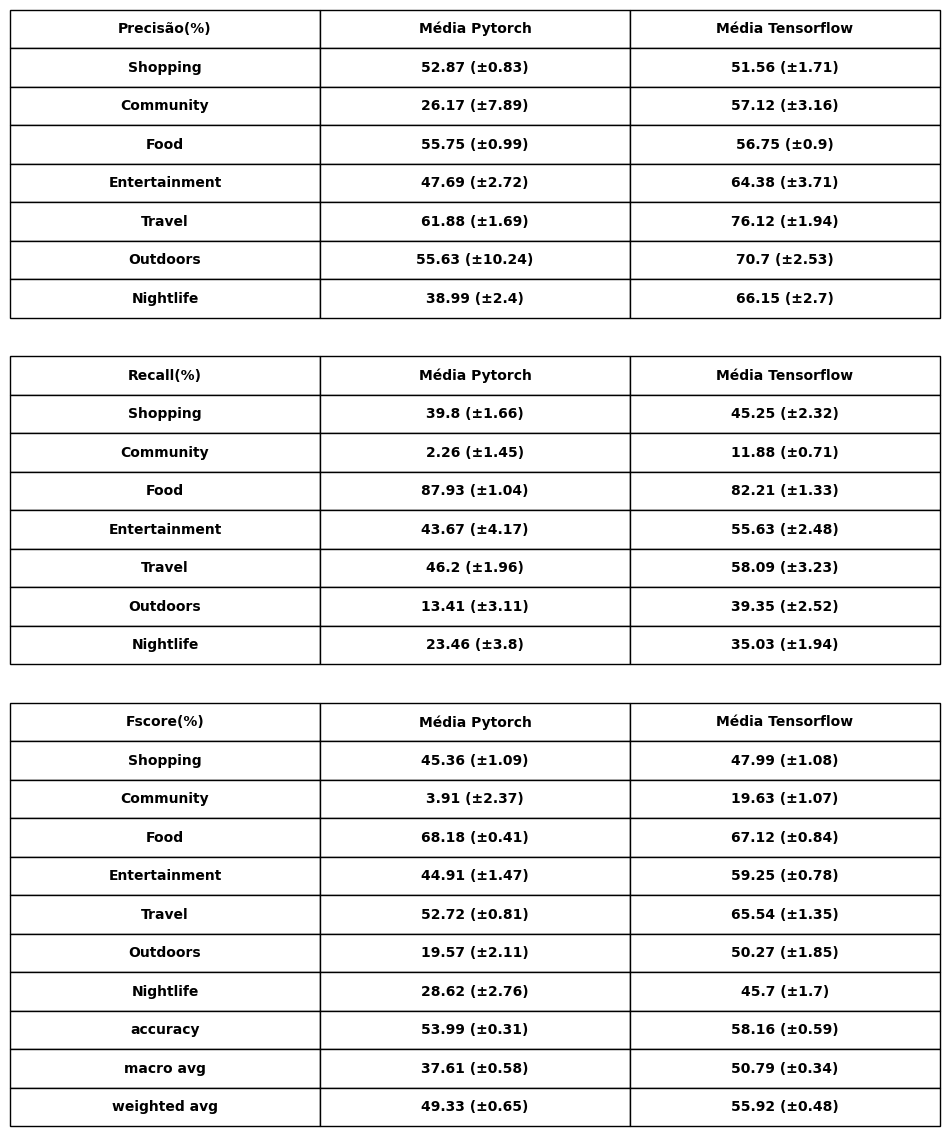 Precisão(%) Média Pytorch Média Tensorflow
Shopping 52.87 (±0.83) 51.56 (±1.71)
Community 26.17 (±7.89) 57.12 (±3.16)
Food 55.75 (±0.99) 56.75 (±0.9)
Entertainment 47.69 (±2.72) 64.38 (±3.71)
Travel 61.88 (±1.69) 76.12 (±1.94)
Outdoors 55.63 (±10.24) 70.7 (±2.53)
Nightlife 38.99 (±2.4) 66.15 (±2.7)
Recall(%) Média Pytorch Média Tensorflow
Shopping 39.8 (±1.66) 45.25 (±2.32)
Community 2.26 (±1.45) 11.88 (±0.71)
Food 87.93 (±1.04) 82.21 (±1.33)
Entertainment 43.67 (±4.17) 55.63 (±2.48)
Travel 46.2 (±1.96) 58.09 (±3.23)
Outdoors 13.41 (±3.11) 39.35 (±2.52)
Nightlife 23.46 (±3.8) 35.03 (±1.94)
Fscore(%) Média Pytorch Média Tensorflow
Shopping 45.36 (±1.09) 47.99 (±1.08)
Community 3.91 (±2.37) 19.63 (±1.07)
Food 68.18 (±0.41) 67.12 (±0.84)
Entertainment 44.91 (±1.47) 59.25 (±0.78)
Travel 52.72 (±0.81) 65.54 (±1.35)
Outdoors 19.57 (±2.11) 50.27 (±1.85)
Nightlife 28.62 (±2.76) 45.7 (±1.7)
accuracy 53.99 (±0.31) 58.16 (±0.59)
macro avg 37.61 (±0.58) 50.79 (±0.34)
weighted avg 49.33 (±0.65) 55.92 (±0.48)